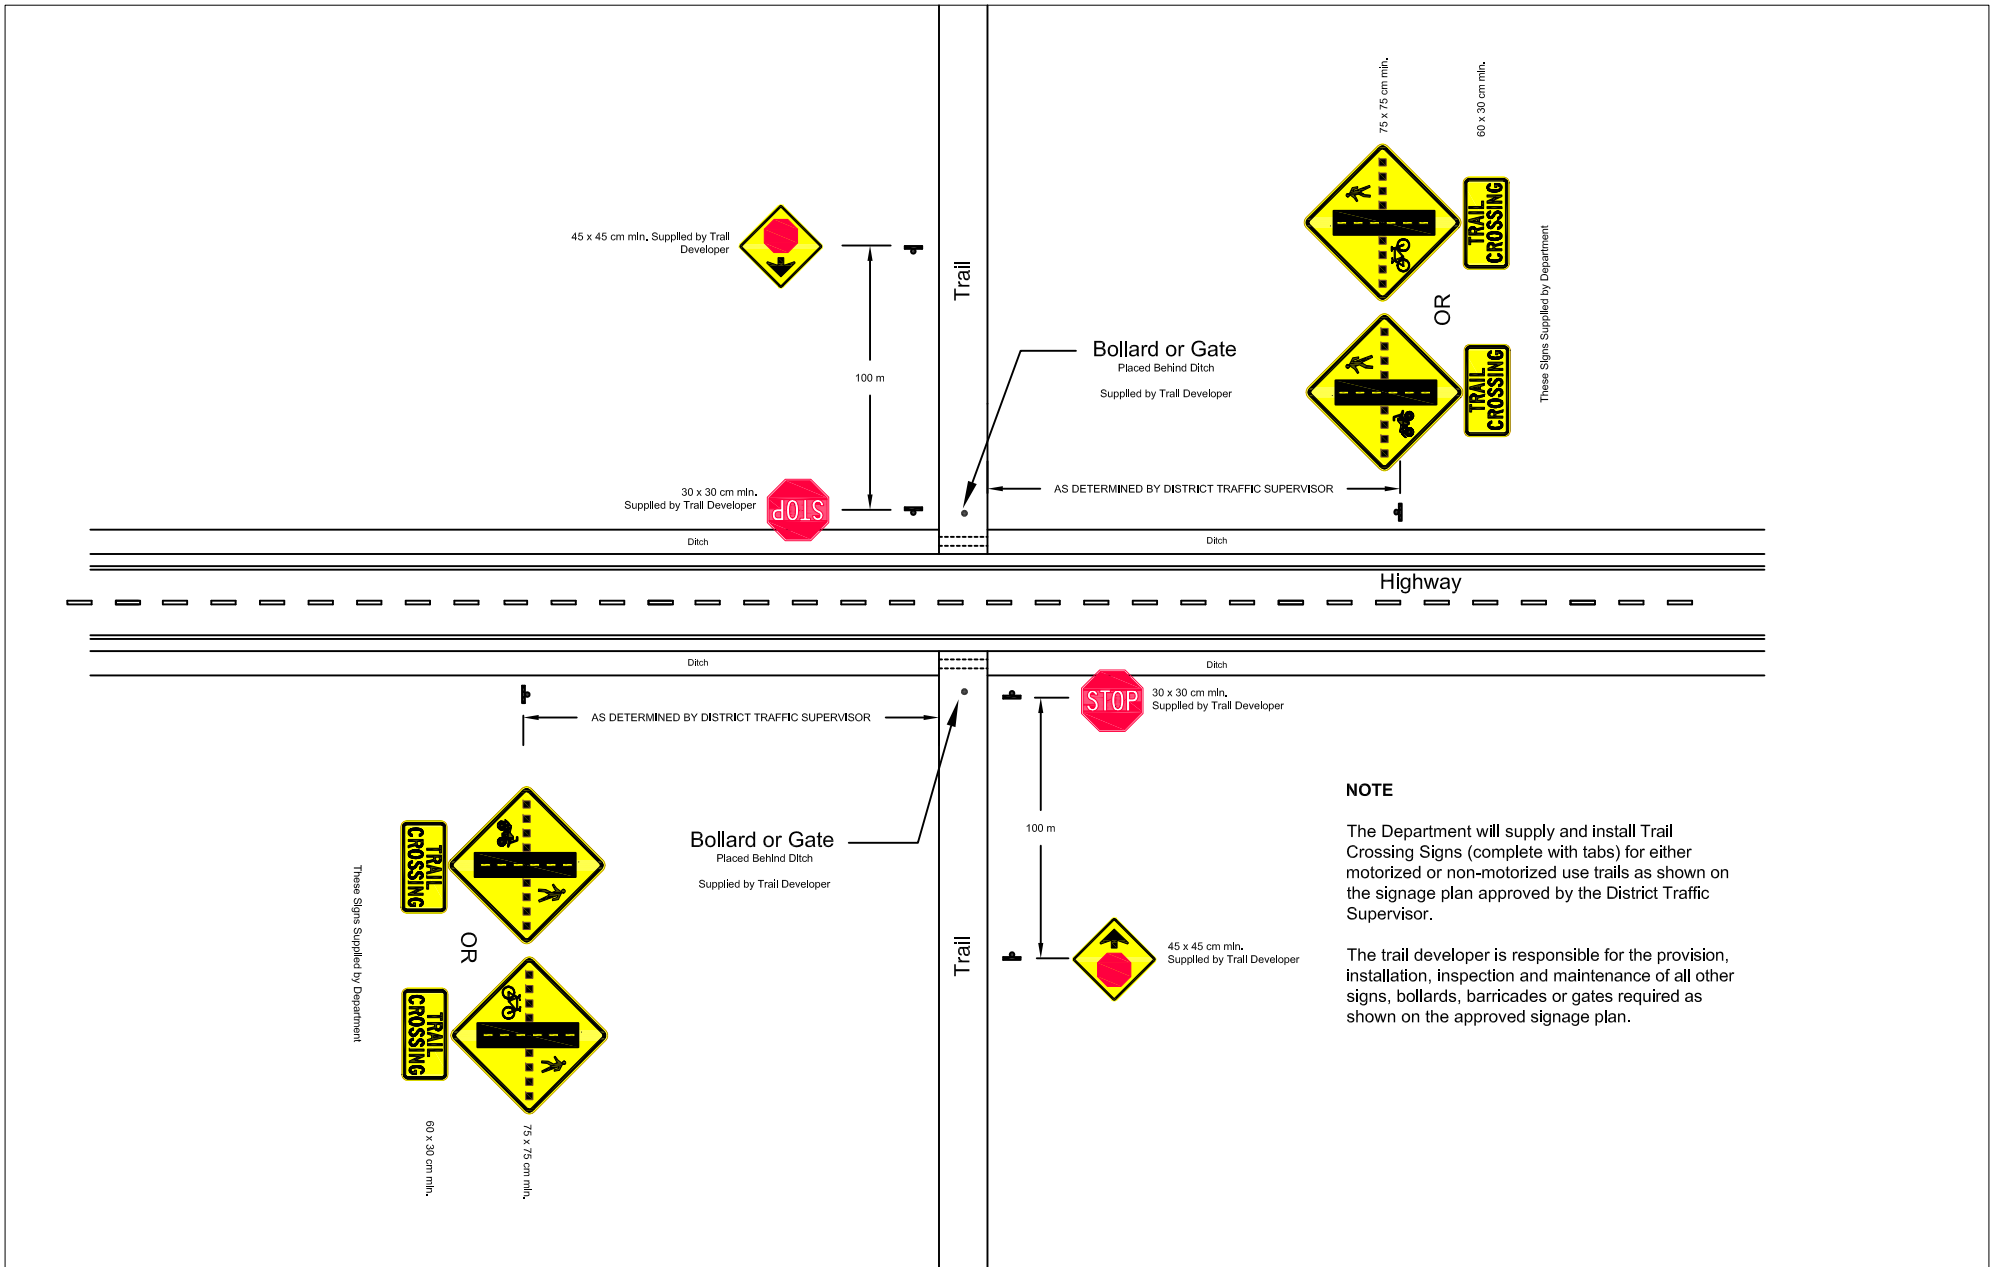 75 x 75 cm min.
60 x 30 cm min.
TRAIL
CROSSING
These Signs Supplied by Department
OR
TRAIL
CROSSING
45 x 45 cm min. Supplied by Trail
Developer
Trail
100 m
Bollard or Gate
Placed Behind Ditch
Supplied by Trail Developer
30 x 30 cm min.
Supplied by Trail Developer
STOP
AS DETERMINED BY DISTRICT TRAFFIC SUPERVISOR
Ditch
Ditch
Highway
Ditch
Ditch
AS DETERMINED BY DISTRICT TRAFFIC SUPERVISOR
STOP
30 x 30 cm min.
Supplied by Trail Developer
100 m
Bollard or Gate
Placed Behind Ditch
Supplied by Trail Developer
TRAIL
CROSSING
These Signs Supplied by Department
OR
TRAIL
CROSSING
60 x 30 cm min.
75 x 75 cm min.
Trail
45 x 45 cm min.
Supplied by Trail Developer
NOTE
The Department will supply and install Trail
Crossing Signs (complete with tabs) for either
motorized or non-motorized use trails as shown on
the signage plan approved by the District Traffic
Supervisor.
The trail developer is responsible for the provision,
installation, inspection and maintenance of all other
signs, bollards, barricades or gates required as
shown on the approved signage plan.